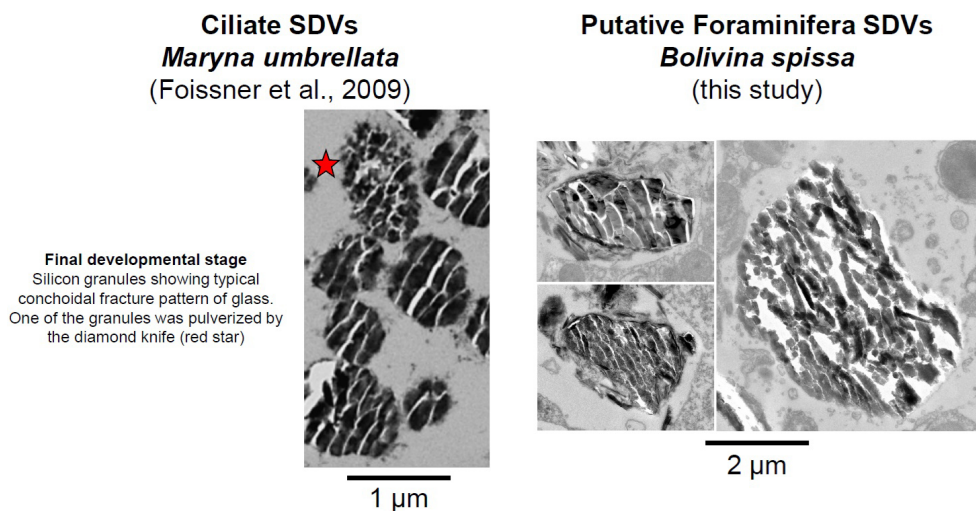 Ciliate SDVs
Maryna umbrellata
(Foissner et al., 2009)
Putative Foraminifera SDVs
Bolivina spissa
(this study)
Final developmental stage
Silicon granules showing typical
conchoidal fracture pattern of glass.
One of the granules was pulverized by
the diamond knife (red star)
1 µm
2 µm